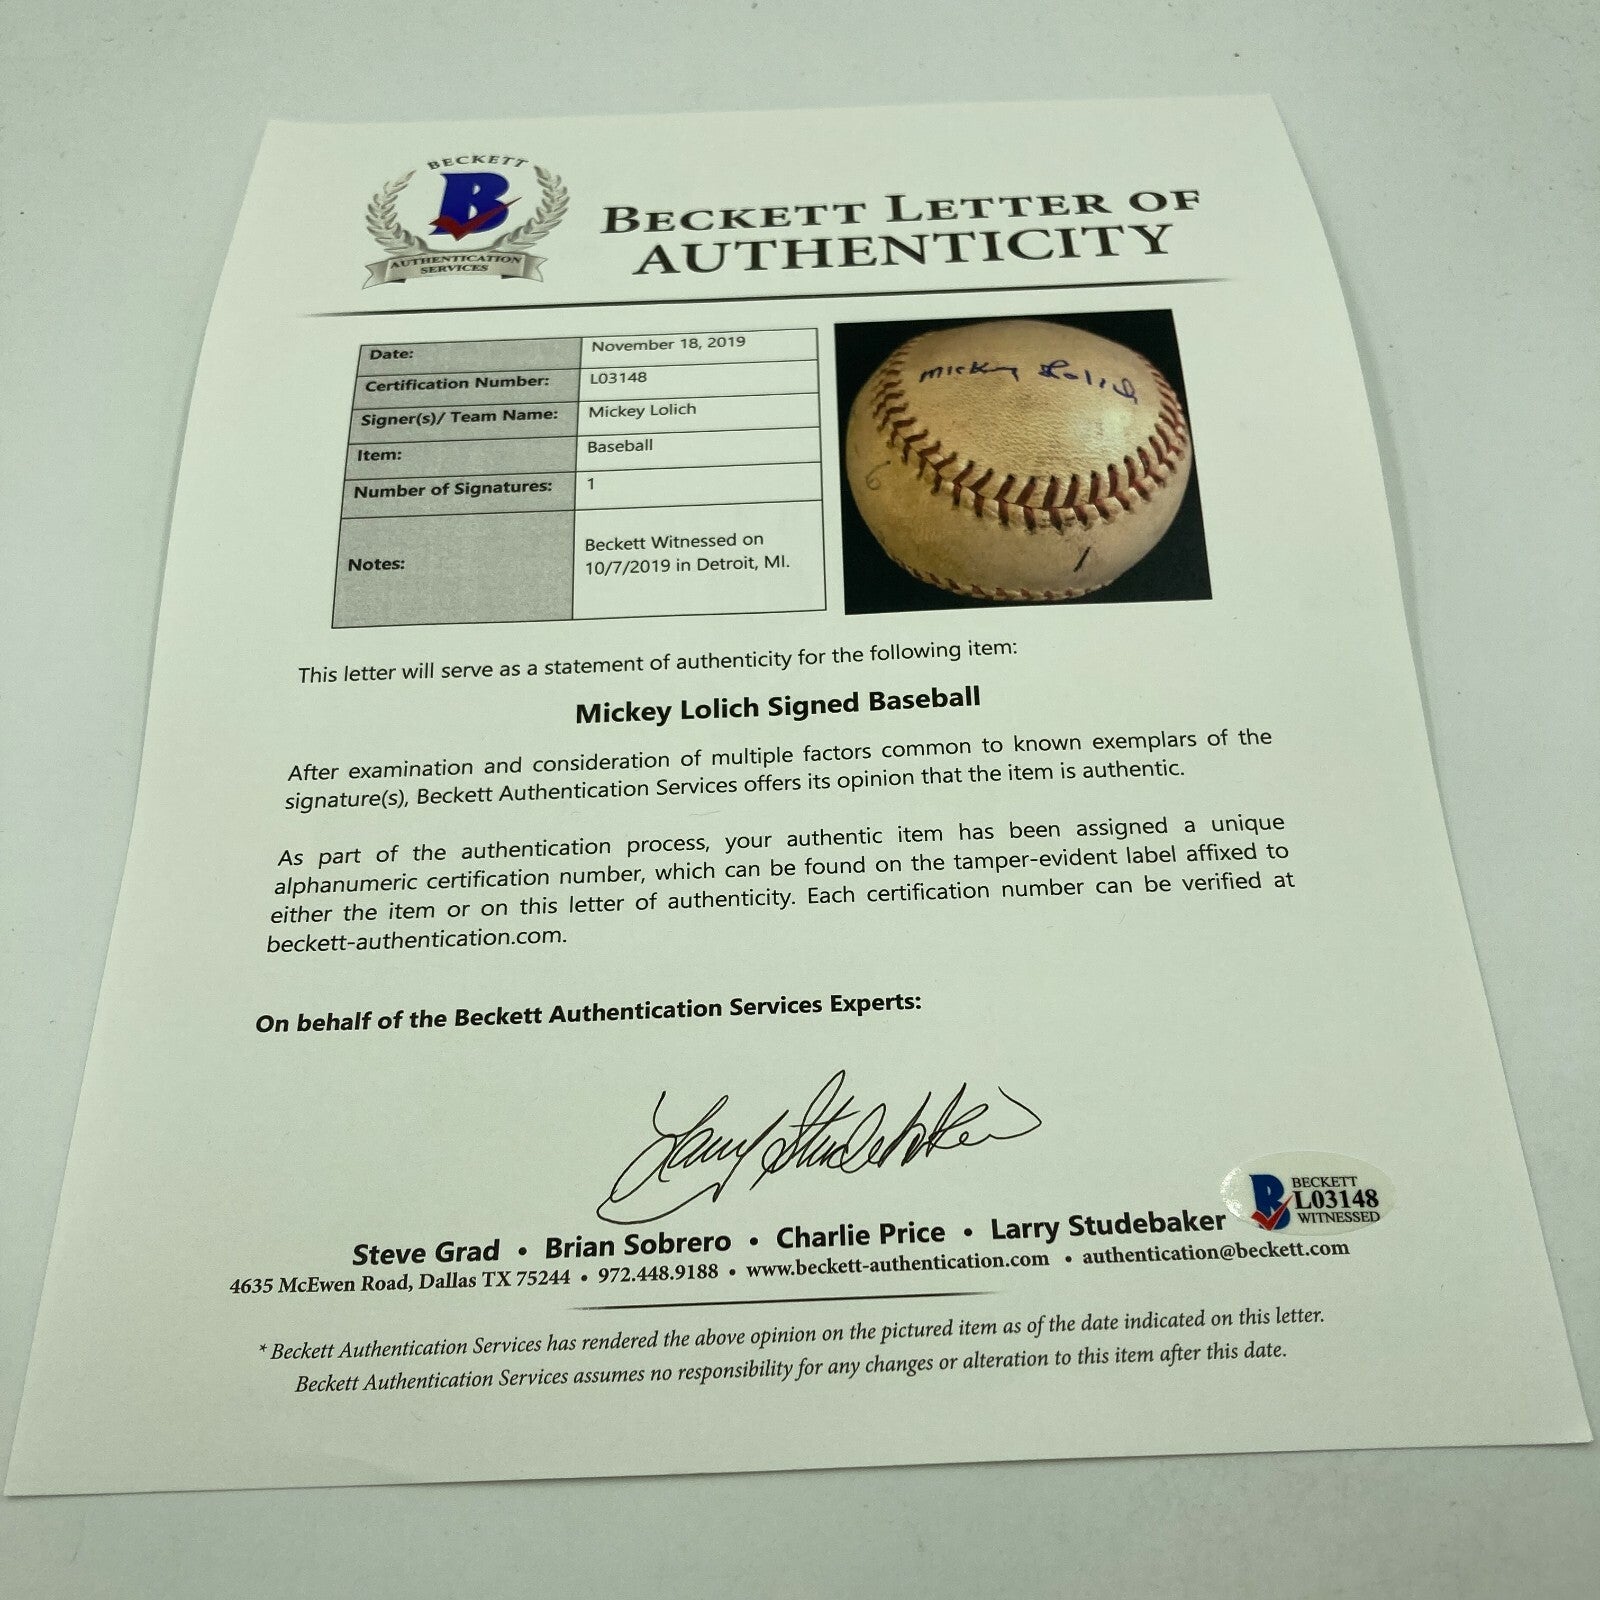 BECKETT
B
AUTHENTICATION
SERVICES
BECKETT LETTER OF
AUTHENTICITY
Date: November 18, 2019
Certification Number: L03148
Signer(s)/ Team Name: Mickey Lolich
Item: Baseball
Number of Signatures: 1
Notes: Beckett Witnessed on
10/7/2019 in Detroit, MI.
Mickey Lolich
6
1
This letter will serve as a statement of authenticity for the following item:
Mickey Lolich Signed Baseball
After examination and consideration of multiple factors common to known exemplars of the
signature(s), Beckett Authentication Services offers its opinion that the item is authentic.
As part of the authentication process, your authentic item has been assigned a unique
alphanumeric certification number, which can be found on the tamper-evident label affixed to
either the item or on this letter of authenticity. Each certification number can be verified at
beckett-authentication.com.
On behalf of the Beckett Authentication Services Experts:
Larry Studebaker
Steve Grad • Brian Sobrero • Charlie Price • Larry Studebaker
B BECKETT
L03148
WITNESSED
4635 McEwen Road, Dallas TX 75244 • 972.448.9188 • www.beckett-authentication.com • authentication@beckett.com
* Beckett Authentication Services has rendered the above opinion on the pictured item as of the date indicated on this letter.
Beckett Authentication Services assumes no responsibility for any changes or alteration to this item after this date.